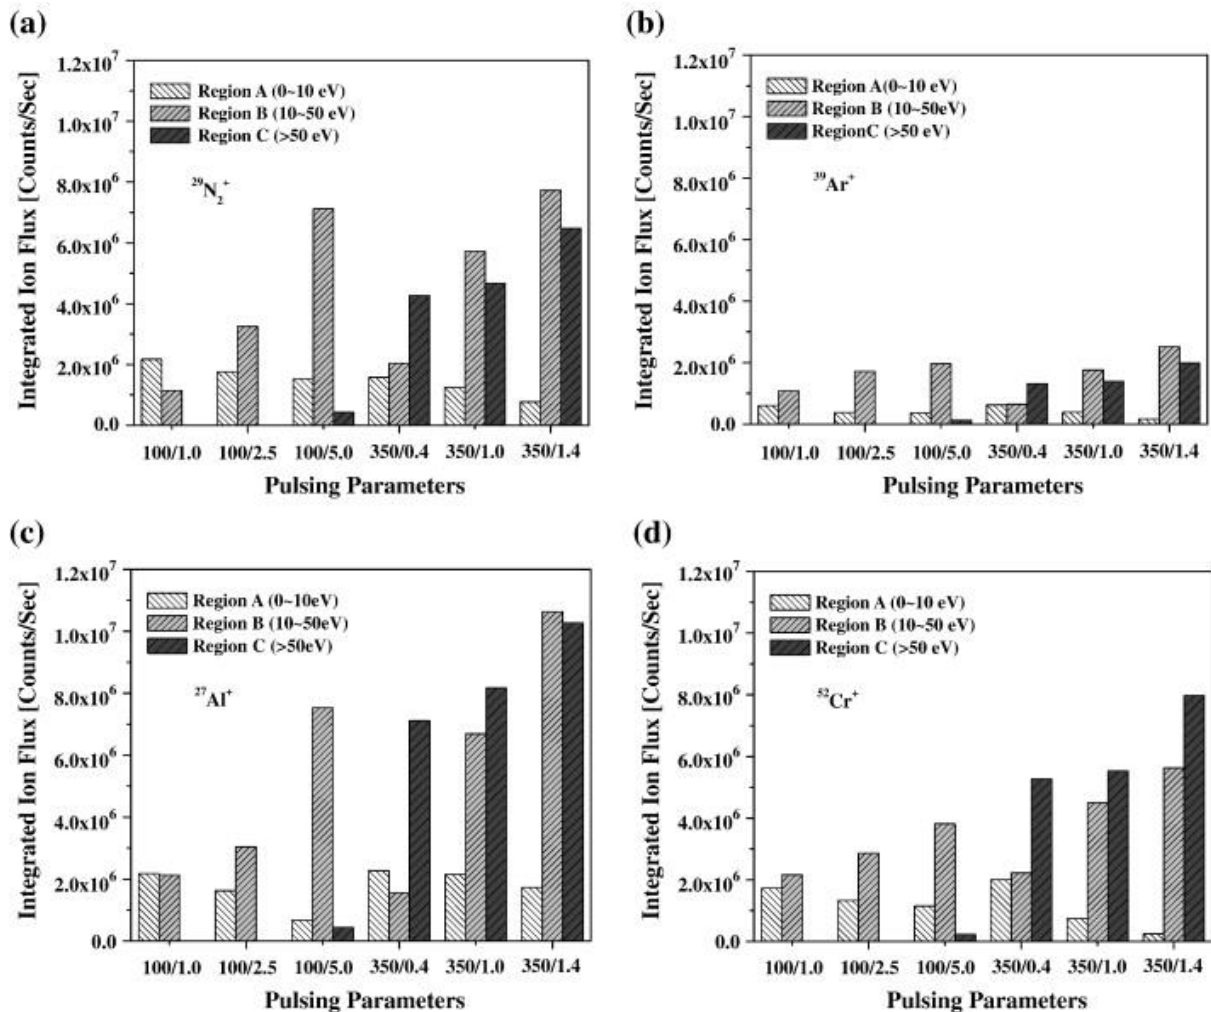 (a)
Integrated Ion Flux [Counts/Sec]
1.2x10⁷
1.0x10⁷
8.0x10⁶
6.0x10⁶
4.0x10⁶
2.0x10⁶
0.0
Region A (0~10 eV)
Region B (10~50 eV)
Region C (>50 eV)
²⁹N₂⁺
100/1.0 100/2.5 100/5.0 350/0.4 350/1.0 350/1.4
Pulsing Parameters
(b)
Integrated Ion Flux [Counts/Sec]
1.2x10⁷
1.0x10⁷
8.0x10⁶
6.0x10⁶
4.0x10⁶
2.0x10⁶
0.0
Region A (0~10 eV)
Region B (10~50eV)
RegionC (>50 eV)
³⁹Ar⁺
100/1.0 100/2.5 100/5.0 350/0.4 350/1.0 350/1.4
Pulsing Parameters
(c)
Integrated Ion Flux [Counts/Sec]
1.2x10⁷
1.0x10⁷
8.0x10⁶
6.0x10⁶
4.0x10⁶
2.0x10⁶
0.0
Region A (0~10eV)
Region B (10~50eV)
Region C (>50eV)
²⁷Al⁺
100/1.0 100/2.5 100/5.0 350/0.4 350/1.0 350/1.4
Pulsing Parameters
(d)
Integrated Ion Flux [Counts/Sec]
1.2x10⁷
1.0x10⁷
8.0x10⁶
6.0x10⁶
4.0x10⁶
2.0x10⁶
0.0
Region A (0~10 eV)
Region B (10~50 eV)
Region C (>50 eV)
⁵²Cr⁺
100/1.0 100/2.5 100/5.0 350/0.4 350/1.0 350/1.4
Pulsing Parameters